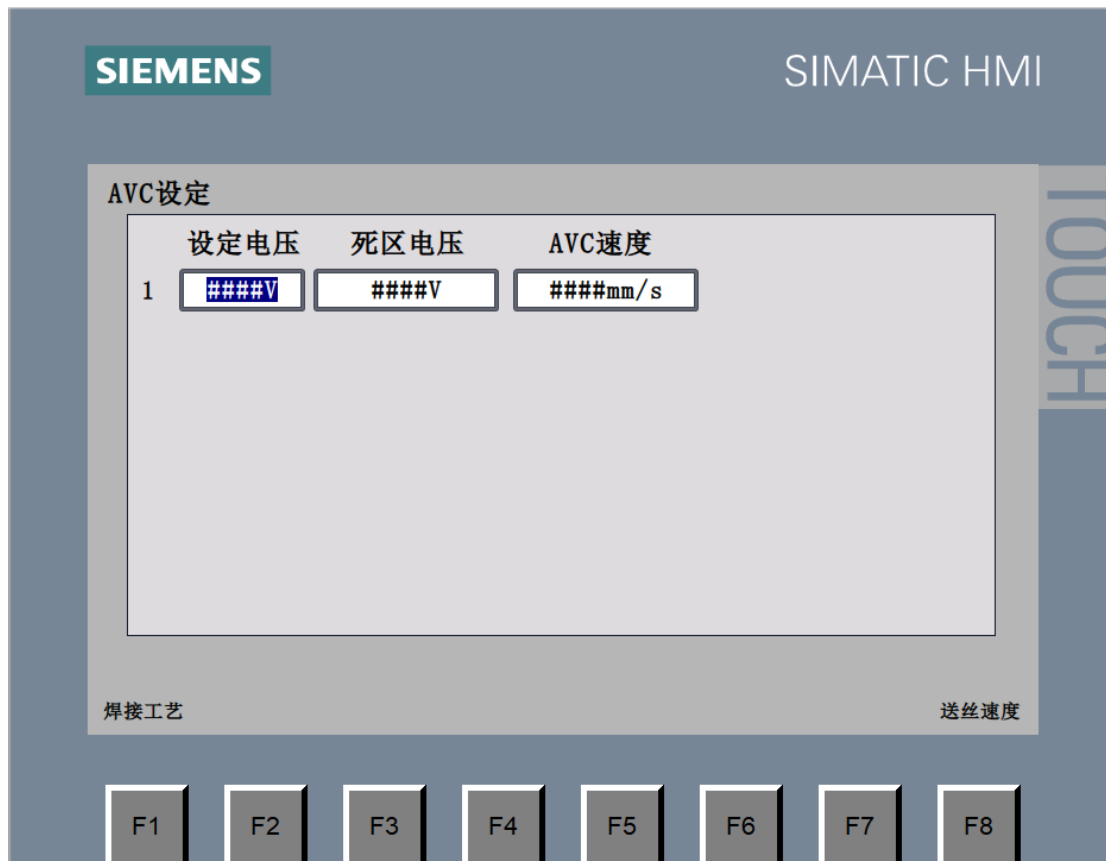 SIEMENS
SIMATIC HMI
TOUCH
AVC设定
设定电压 死区电压 AVC速度
1 ####V ####V ####mm/s
焊接工艺 送丝速度
F1 F2 F3 F4 F5 F6 F7 F8